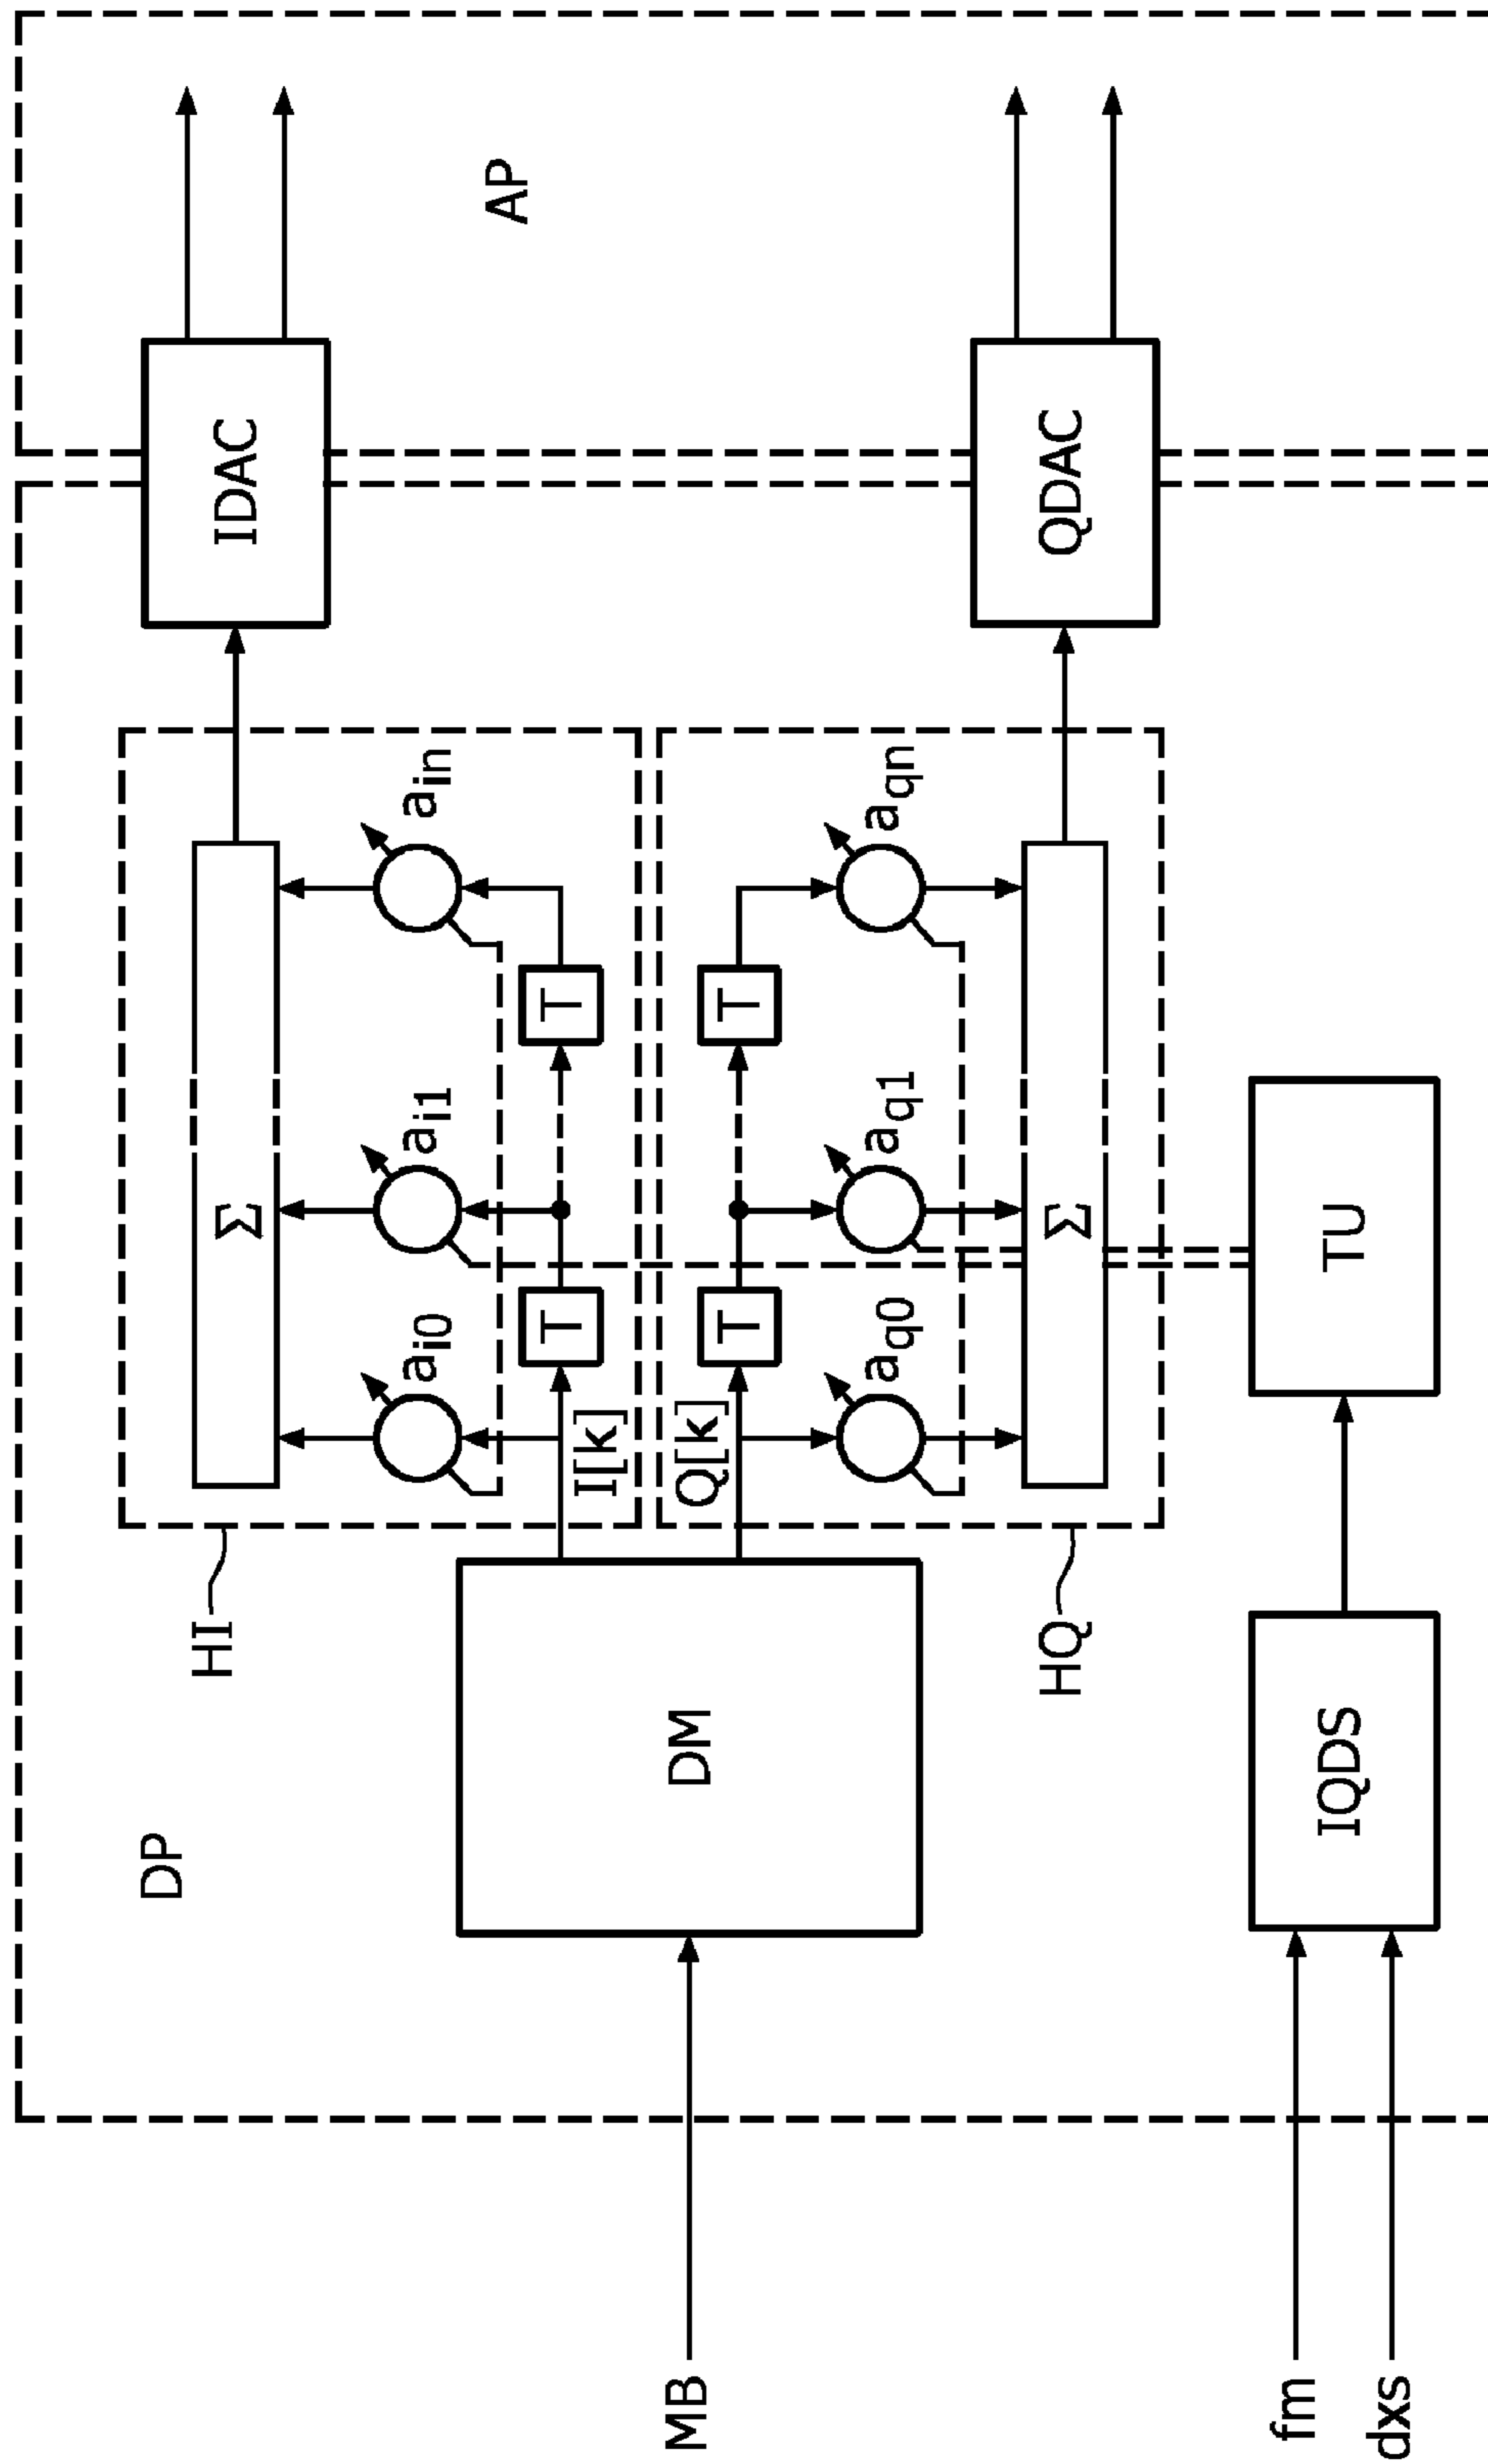 DP
AP
HI
Σ
IDAC
a_i0
a_i1
a_in
T
T
I[k]
MB
DM
Q[k]
T
T
a_q0
a_q1
a_qn
HQ
Σ
QDAC
fm
dxs
IQDS
TU